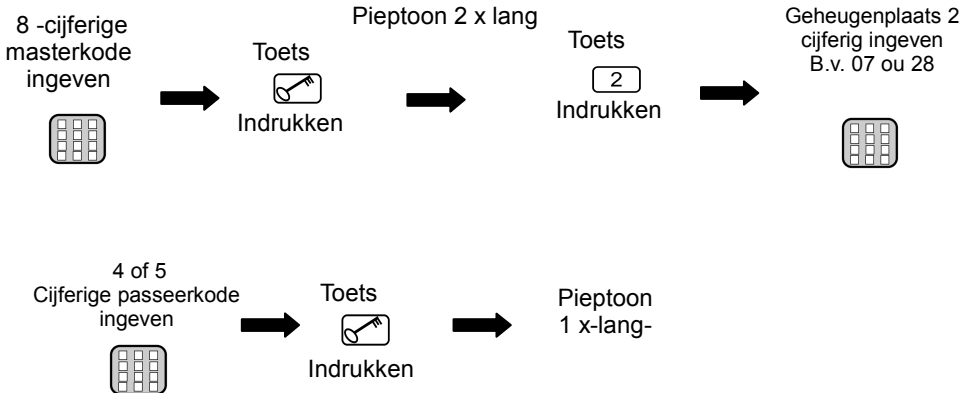 8 -cijferige
masterkode
ingeven
Toets
Indrukken
Pieptoon 2 x lang
Toets
2
Indrukken
Geheugenplaats 2
cijferig ingeven
B.v. 07 ou 28
4 of 5
Cijferige passeerkode
ingeven
Toets
Indrukken
Pieptoon
1 x-lang-